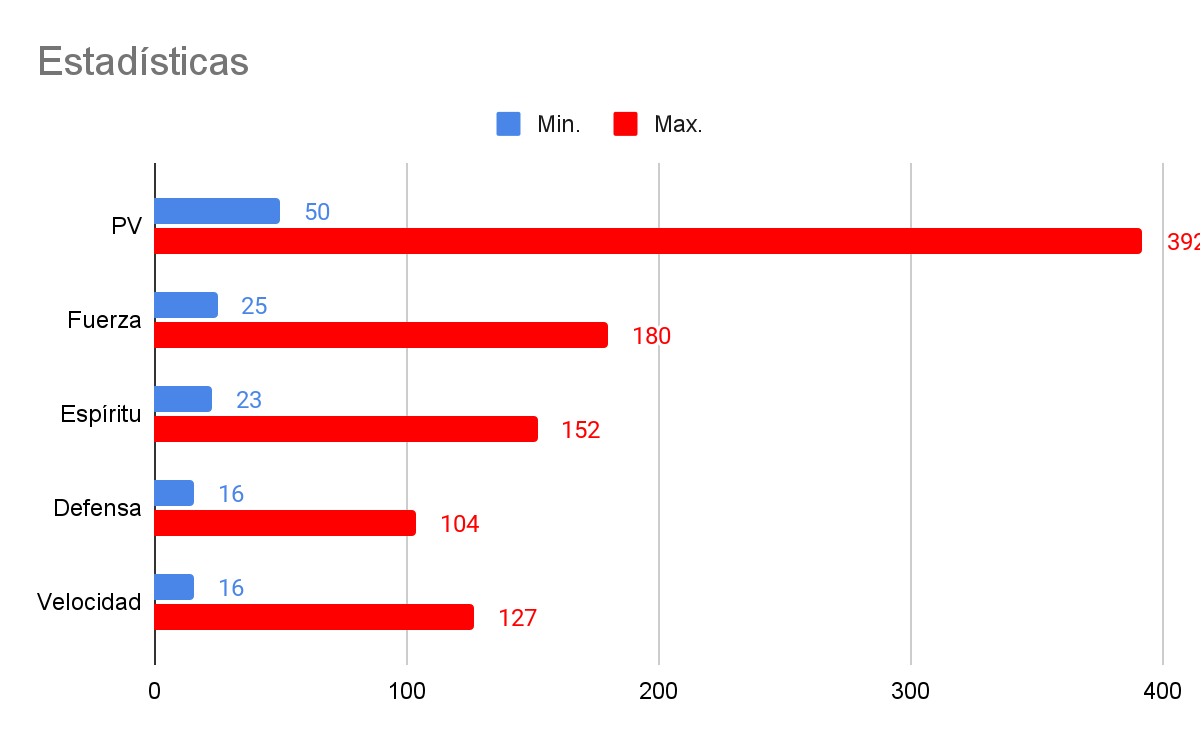 Estadísticas
Min. Max.
PV 50
392
Fuerza 25
180
Espíritu 23
152
Defensa 16
104
Velocidad 16
127
0 100 200 300 400